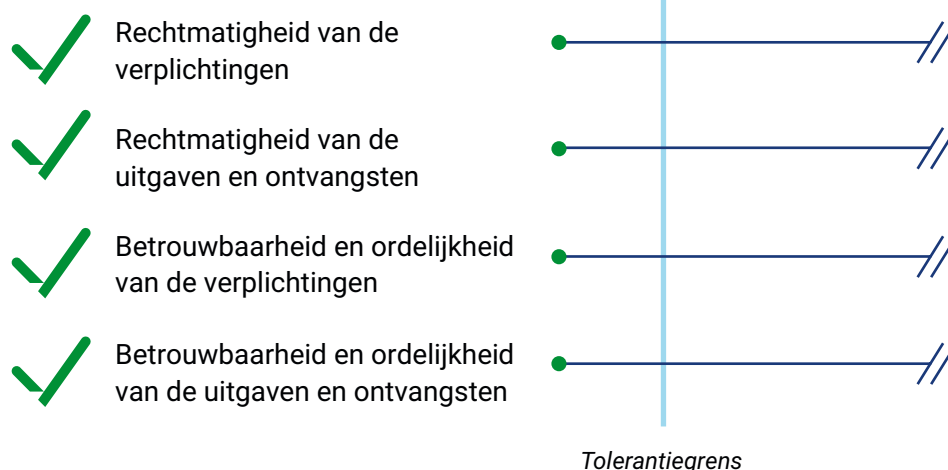 Rechtmatigheid van de
verplichtingen
Rechtmatigheid van de
uitgaven en ontvangsten
Betrouwbaarheid en ordelijkheid
van de verplichtingen
Betrouwbaarheid en ordelijkheid
van de uitgaven en ontvangsten
Tolerantiegrens